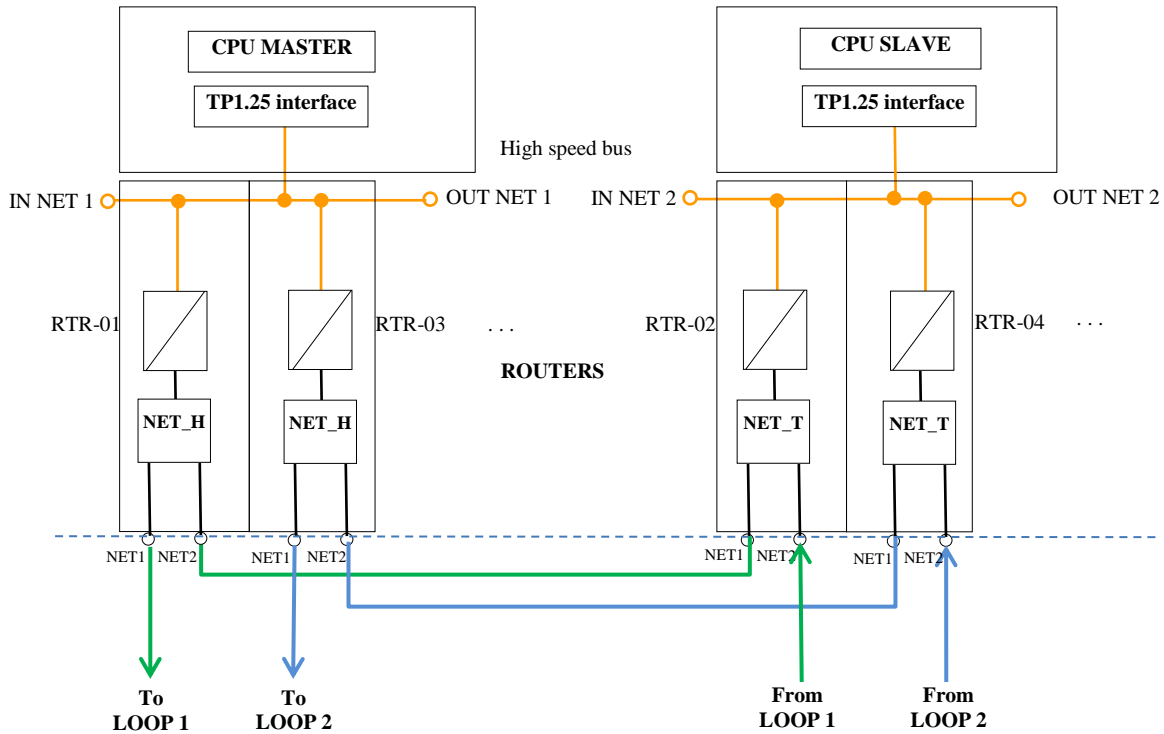 CPU MASTER
CPU SLAVE
TP1.25 interface
TP1.25 interface
High speed bus
IN NET 1
OUT NET 1
IN NET 2
OUT NET 2
RTR-01
RTR-03
. . .
RTR-02
RTR-04
. . .
ROUTERS
NET_H
NET_H
NET_T
NET_T
NET1
NET2
NET1
NET2
NET1
NET2
NET1
NET2
To
LOOP 1
To
LOOP 2
From
LOOP 1
From
LOOP 2